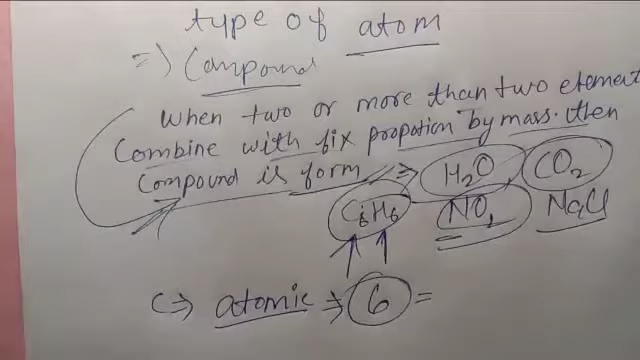 type of atom
=> Compound
When two or more than two element
Combine with fix propotion by mass. then
Compound is form => H2O, CO2
C6H6 NO, NaCl
C => atomic => 6 =